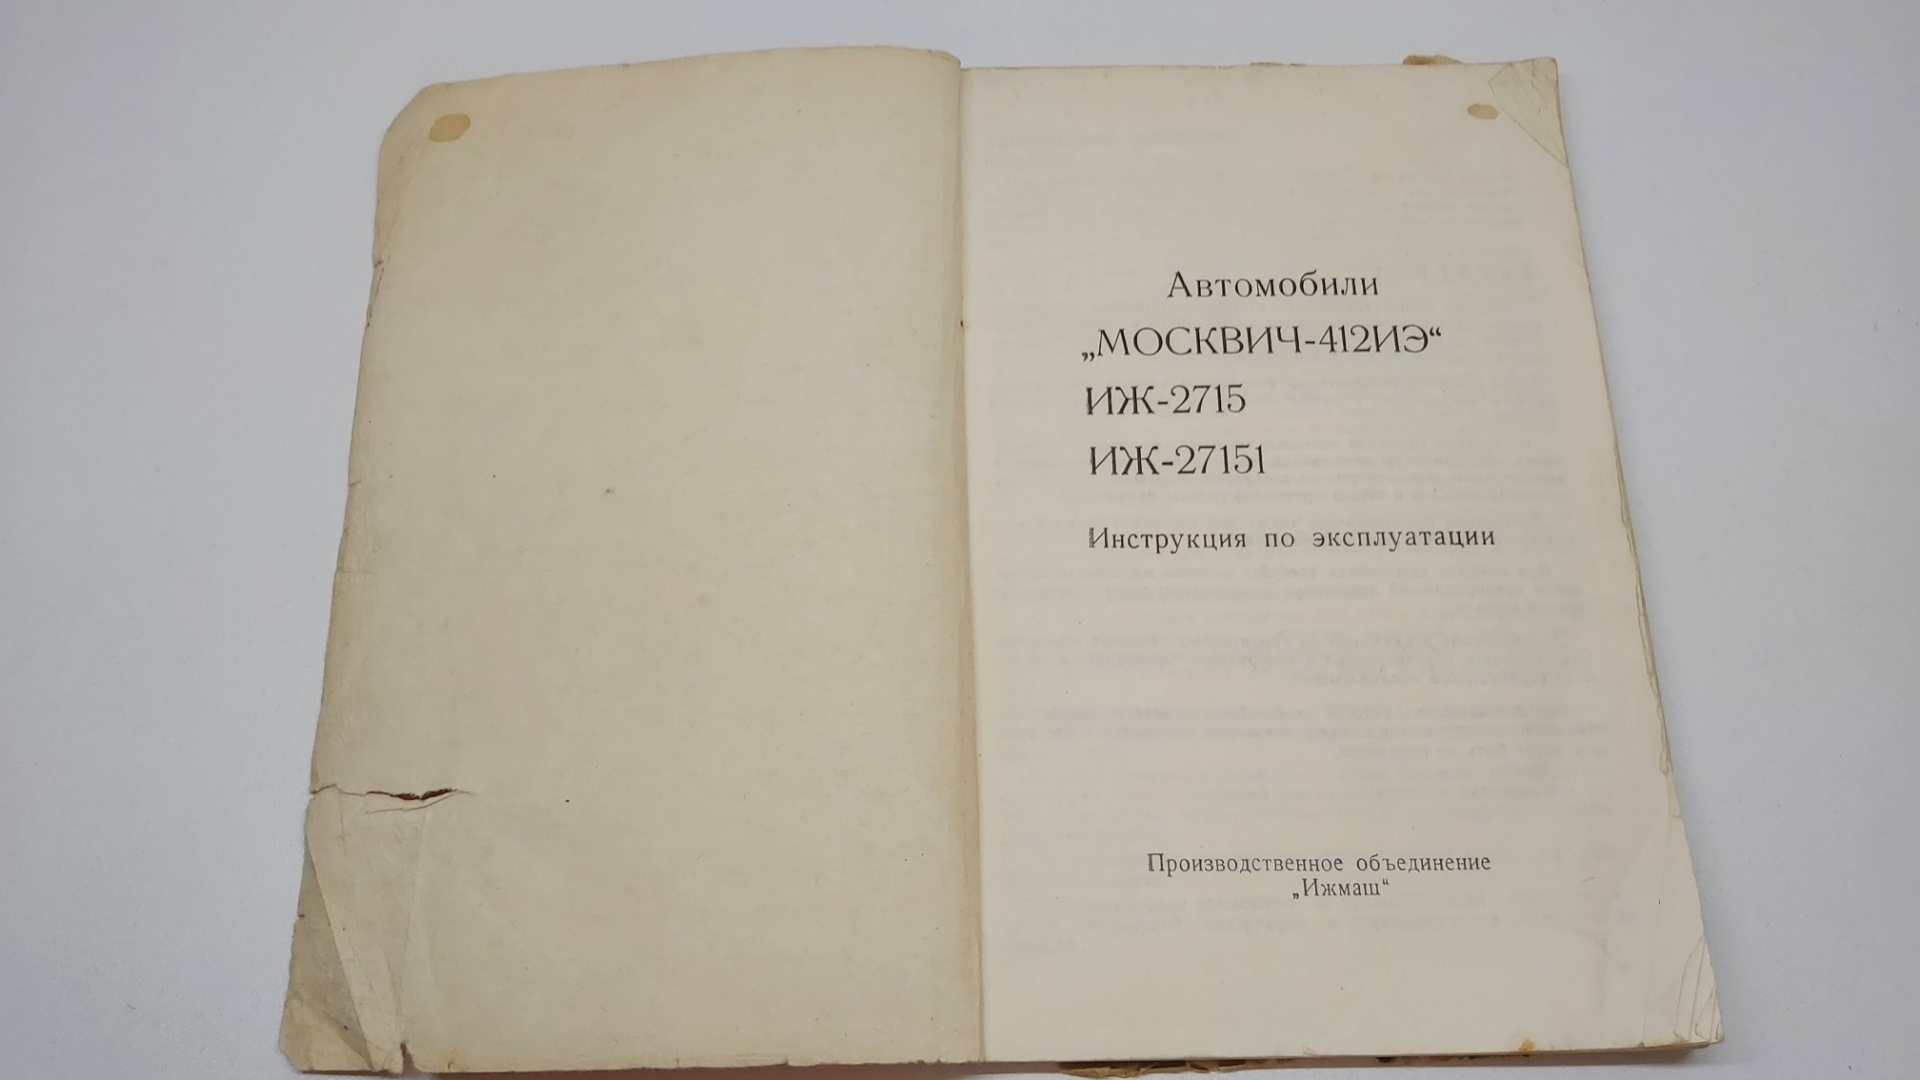 Автомобили
„МОСКВИЧ-412ИЭ“
ИЖ-2715
ИЖ-27151
Инструкция по эксплуатации
Производственное объединение
„Ижмаш“